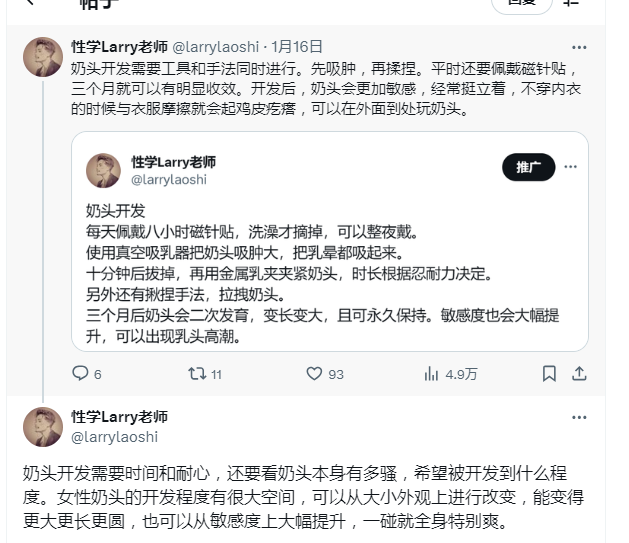 帖子
回复
性学Larry老师 @larrylaoshi · 1月16日
奶头开发需要工具和手法同时进行。先吸肿，再揉捏。平时还要佩戴磁针贴，
三个月就可以有明显收效。开发后，奶头会更加敏感，经常挺立着，不穿内衣
的时候与衣服摩擦就会起鸡皮疙瘩，可以在外面到处玩奶头。
性学Larry老师
@larrylaoshi
推广
奶头开发
每天佩戴八小时磁针贴，洗澡才摘掉，可以整夜戴。
使用真空吸乳器把奶头吸肿大，把乳晕都吸起来。
十分钟后拔掉，再用金属乳夹夹紧奶头，时长根据忍耐力决定。
另外还有揪捏手法，拉拽奶头。
三个月后奶头会二次发育，变长变大，且可永久保持。敏感度也会大幅提
升，可以出现乳头高潮。
6 11 93 4.9万
性学Larry老师
@larrylaoshi
奶头开发需要时间和耐心，还要看奶头本身有多骚，希望被开发到什么程
度。女性奶头的开发程度有很大空间，可以从大小外观上进行改变，能变得
更大更长更圆，也可以从敏感度上大幅提升，一碰就全身特别爽。